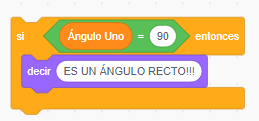 si Ángulo Uno = 90 entonces
decir ES UN ÁNGULO RECTO!!!